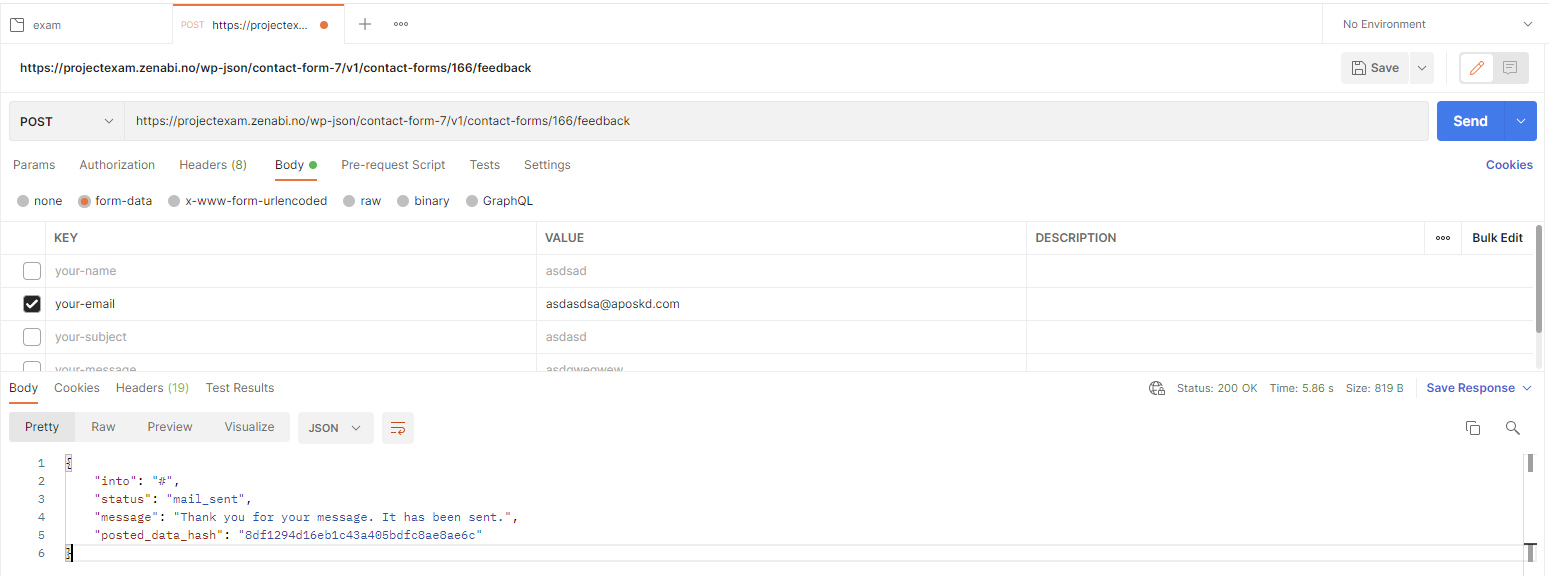 exam
POST https://projectex...
No Environment
https://projectexam.zenabi.no/wp-json/contact-form-7/v1/contact-forms/166/feedback
Save
POST https://projectexam.zenabi.no/wp-json/contact-form-7/v1/contact-forms/166/feedback
Send
Params Authorization Headers (8) Body Pre-request Script Tests Settings
Cookies
none form-data x-www-form-urlencoded raw binary GraphQL
KEY VALUE DESCRIPTION Bulk Edit
your-name asdsad
your-email asdasdsa@aposkd.com
your-subject asdasd
your-message asdqweqwew
Body Cookies Headers (19) Test Results
Status: 200 OK Time: 5.86 s Size: 819 B Save Response
Pretty Raw Preview Visualize JSON
1 {
2 "into": "#",
3 "status": "mail_sent",
4 "message": "Thank you for your message. It has been sent.",
5 "posted_data_hash": "8df1294d16eb1c43a405bdfc8ae8ae6c"
6 }